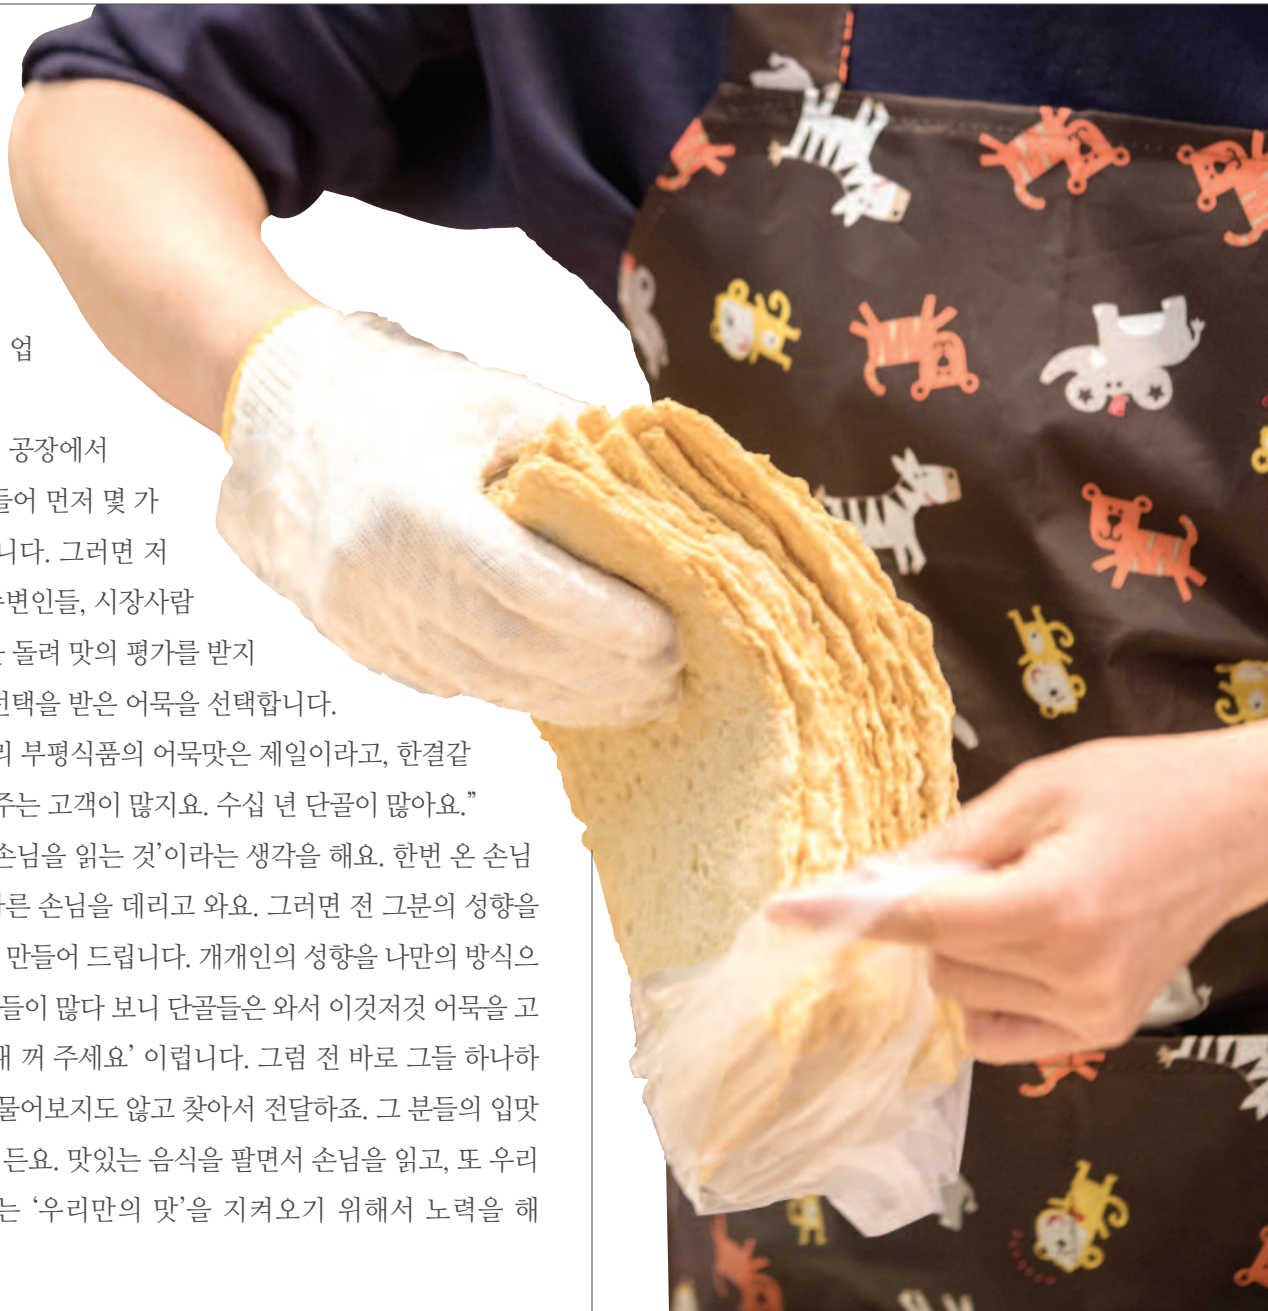 업
공장에서
들어 먼저 몇 가
니다. 그러면 저
변인들, 시장사람
돌려 맛의 평가를 받지
선택을 받은 어묵을 선택합니다.
리 부평식품의 어묵맛은 제일이라고, 한결같
주는 고객이 많지요. 수십 년 단골이 많아요.”
손님을 읽는 것’이라는 생각을 해요. 한번 온 손님
다른 손님을 데리고 와요. 그러면 전 그분의 성향을
만들어 드립니다. 개개인의 성향을 나만의 방식으
들이 많다 보니 단골들은 와서 이것저것 어묵을 고
내 꺼 주세요’ 이럽니다. 그럼 전 바로 그들 하나하
물어보지도 않고 찾아서 전달하죠. 그 분들의 입맛
든요. 맛있는 음식을 팔면서 손님을 읽고, 또 우리
는 ‘우리만의 맛’을 지켜오기 위해서 노력을 해